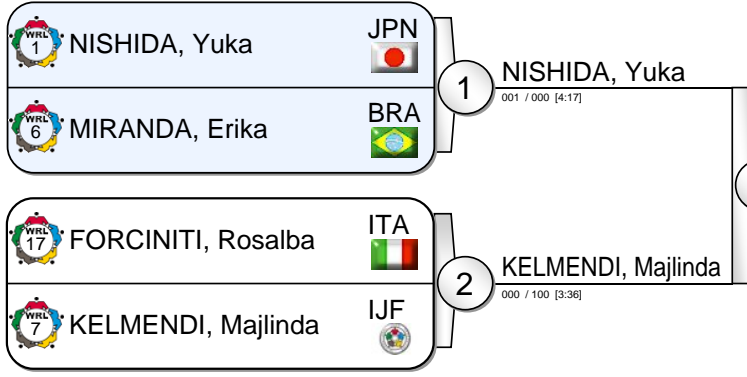 WRL
1
NISHIDA, Yuka
JPN
WRL
6
MIRANDA, Erika
BRA
1
NISHIDA, Yuka
001 / 000 [4:17]
WRL
17
FORCINITI, Rosalba
ITA
WRL
7
KELMENDI, Majlinda
IJF
2
KELMENDI, Majlinda
000 / 100 [3:36]